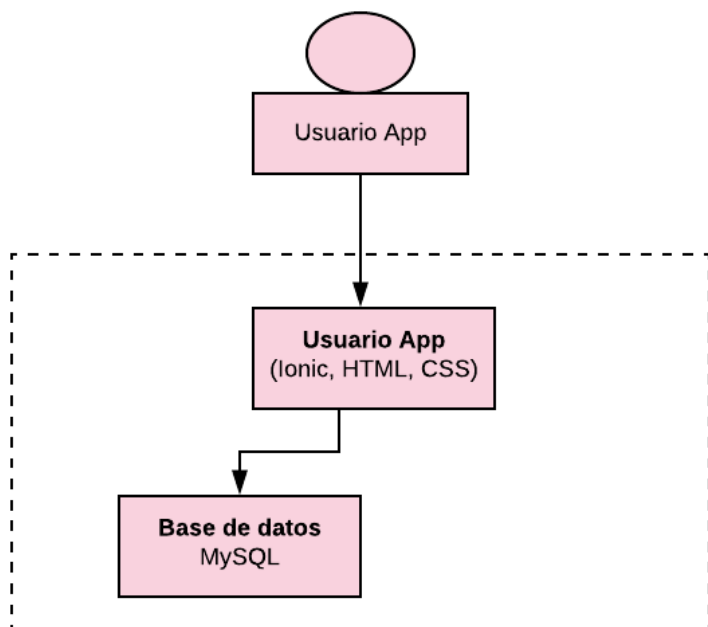 Usuario App
Usuario App
(Ionic, HTML, CSS)
Base de datos
MySQL